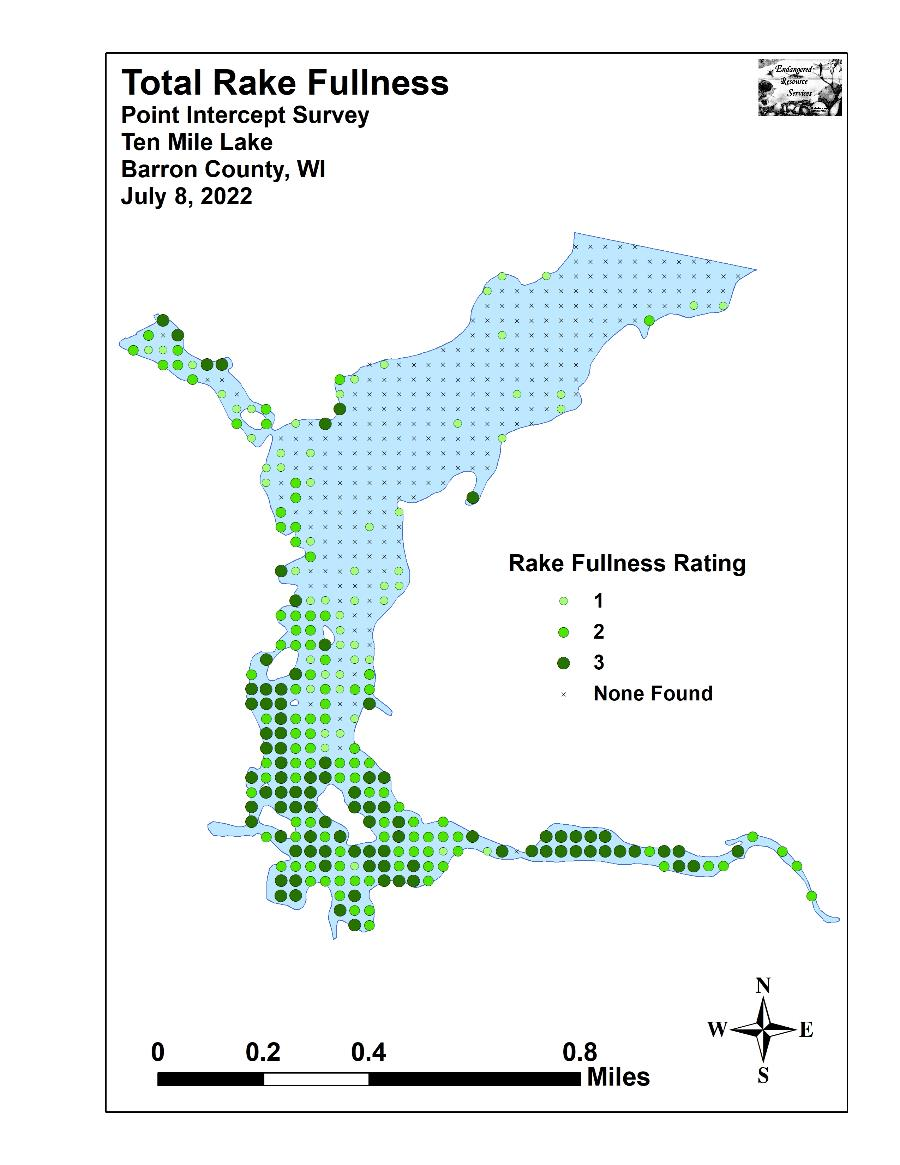 Total Rake Fullness
Point Intercept Survey
Ten Mile Lake
Barron County, WI
July 8, 2022
Endangered
Resource
Services
Rake Fullness Rating
1
2
3
None Found
N
W E
S
0 0.2 0.4 0.8
Miles